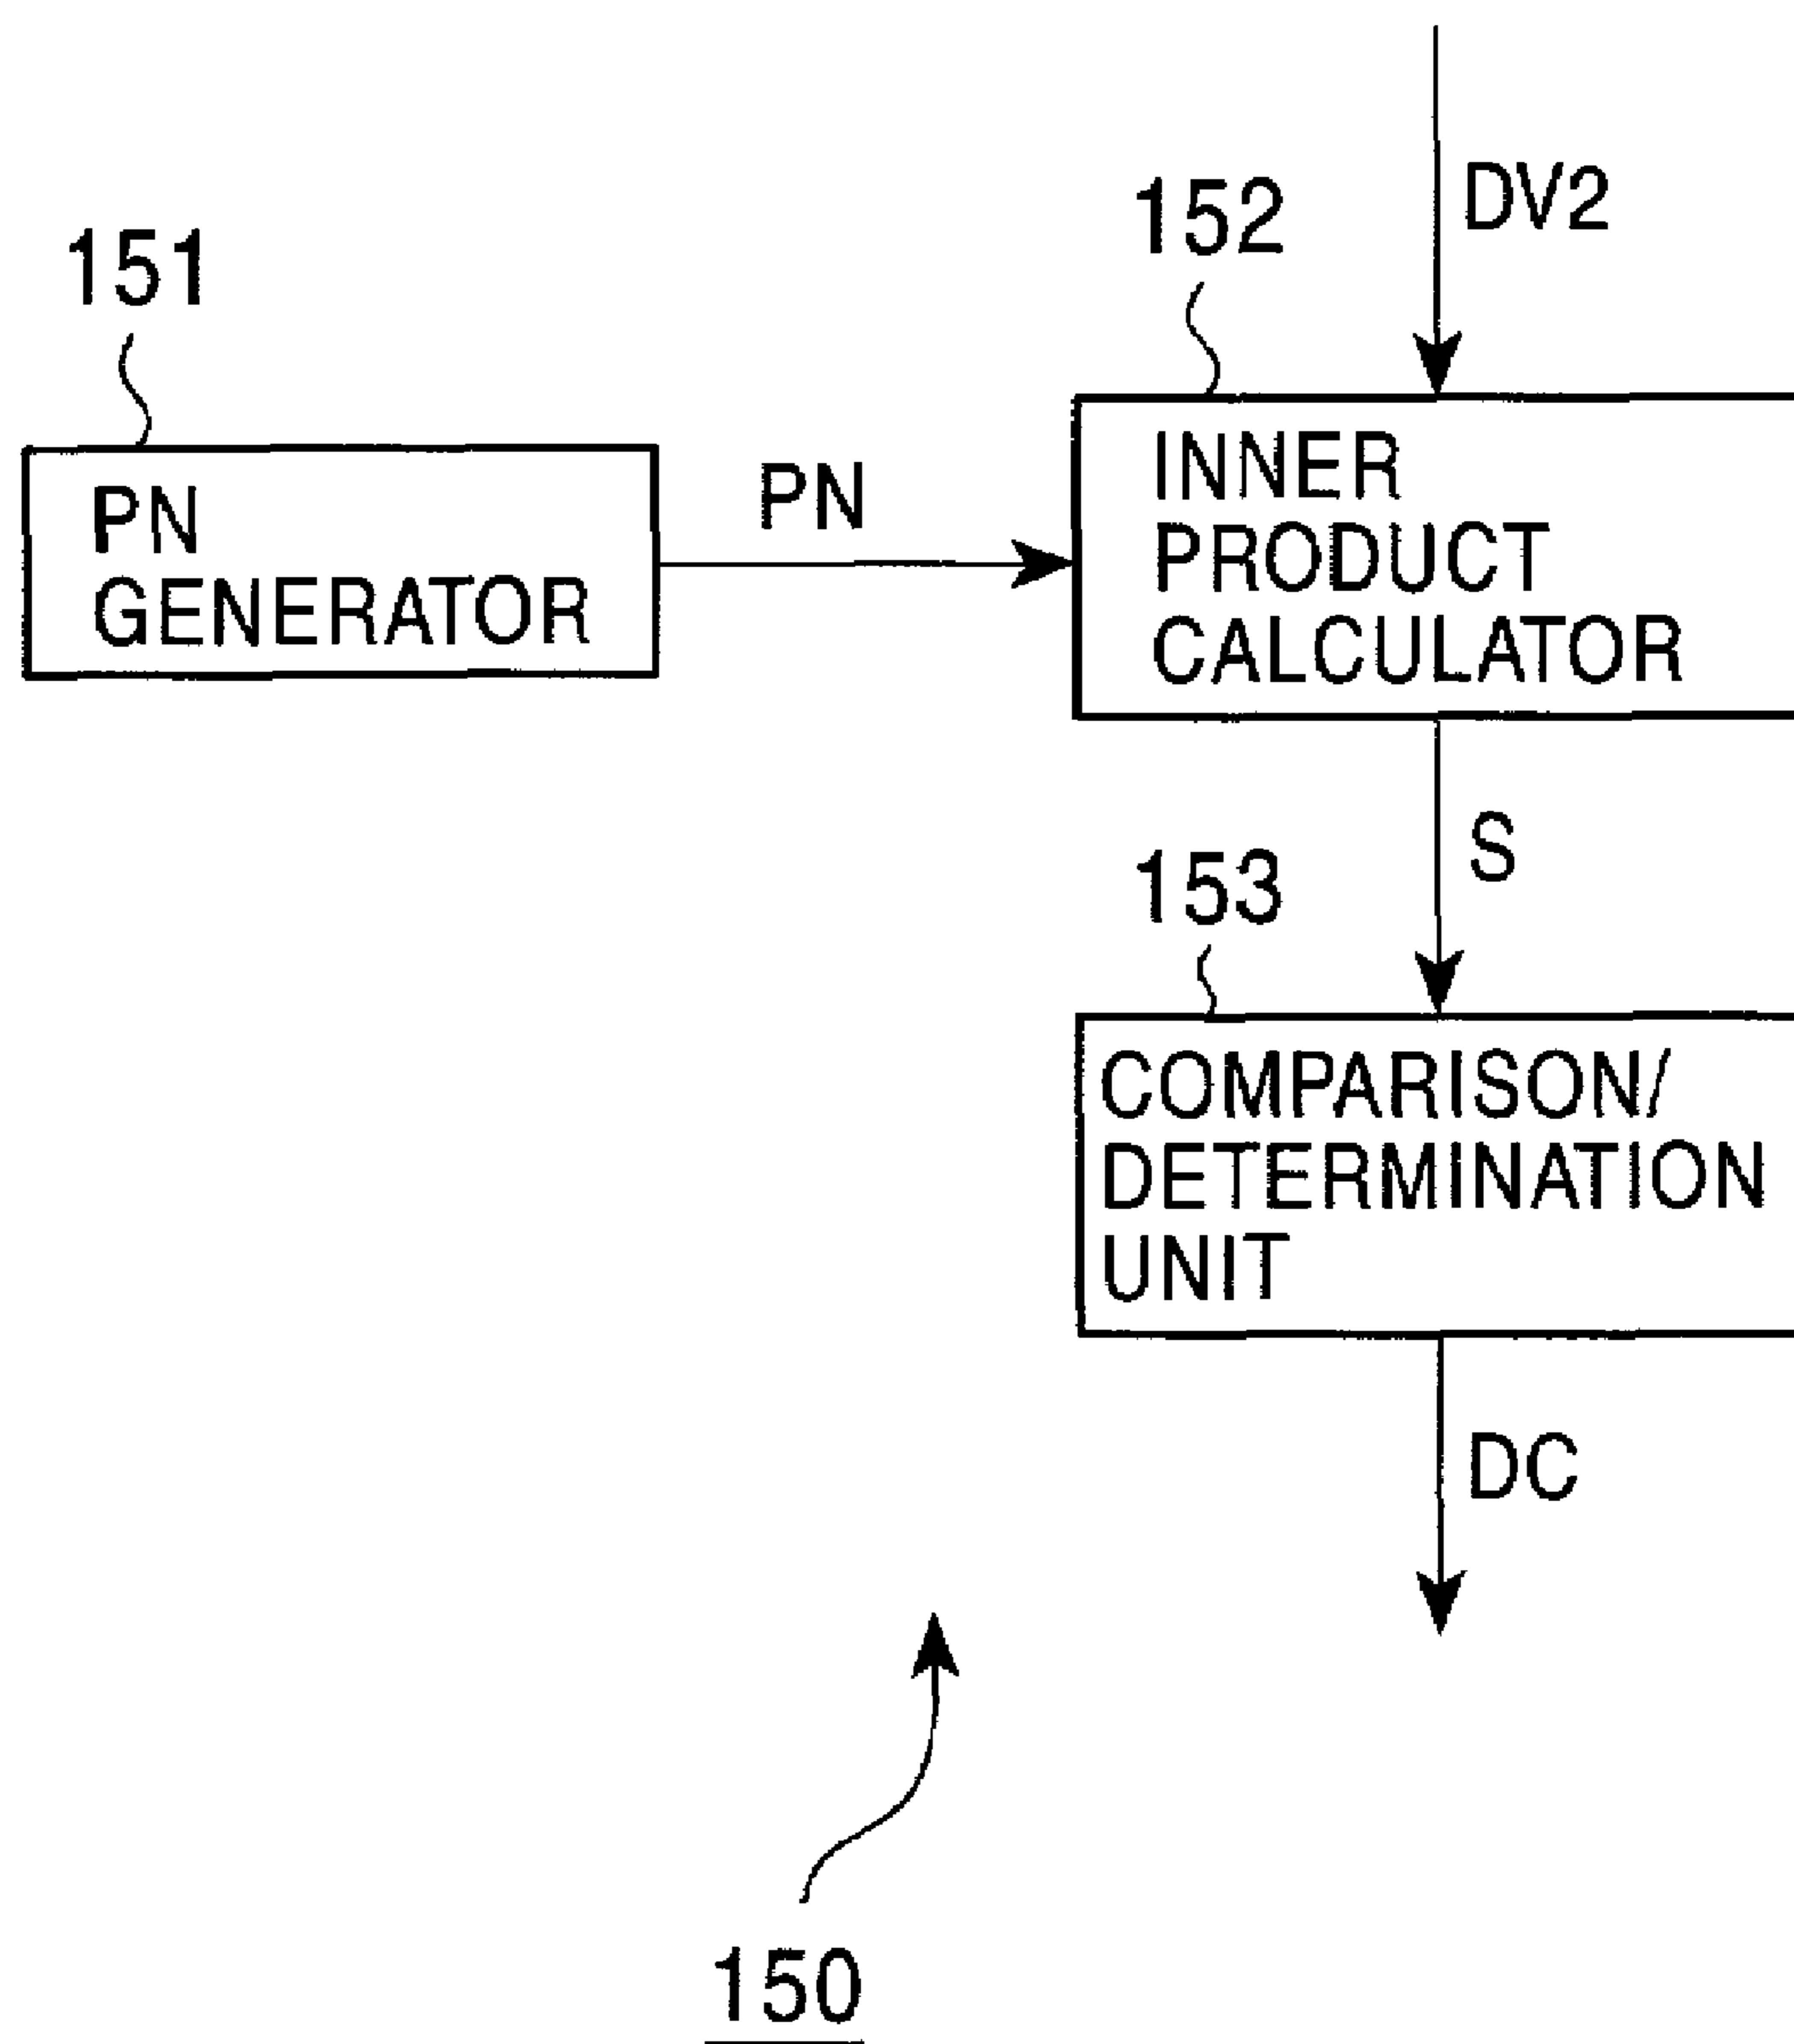 DV2
152
151
INNER
PRODUCT
CALCULATOR
PN
GENERATOR
PN
S
153
COMPARISON/
DETERMINATION
UNIT
DC
150